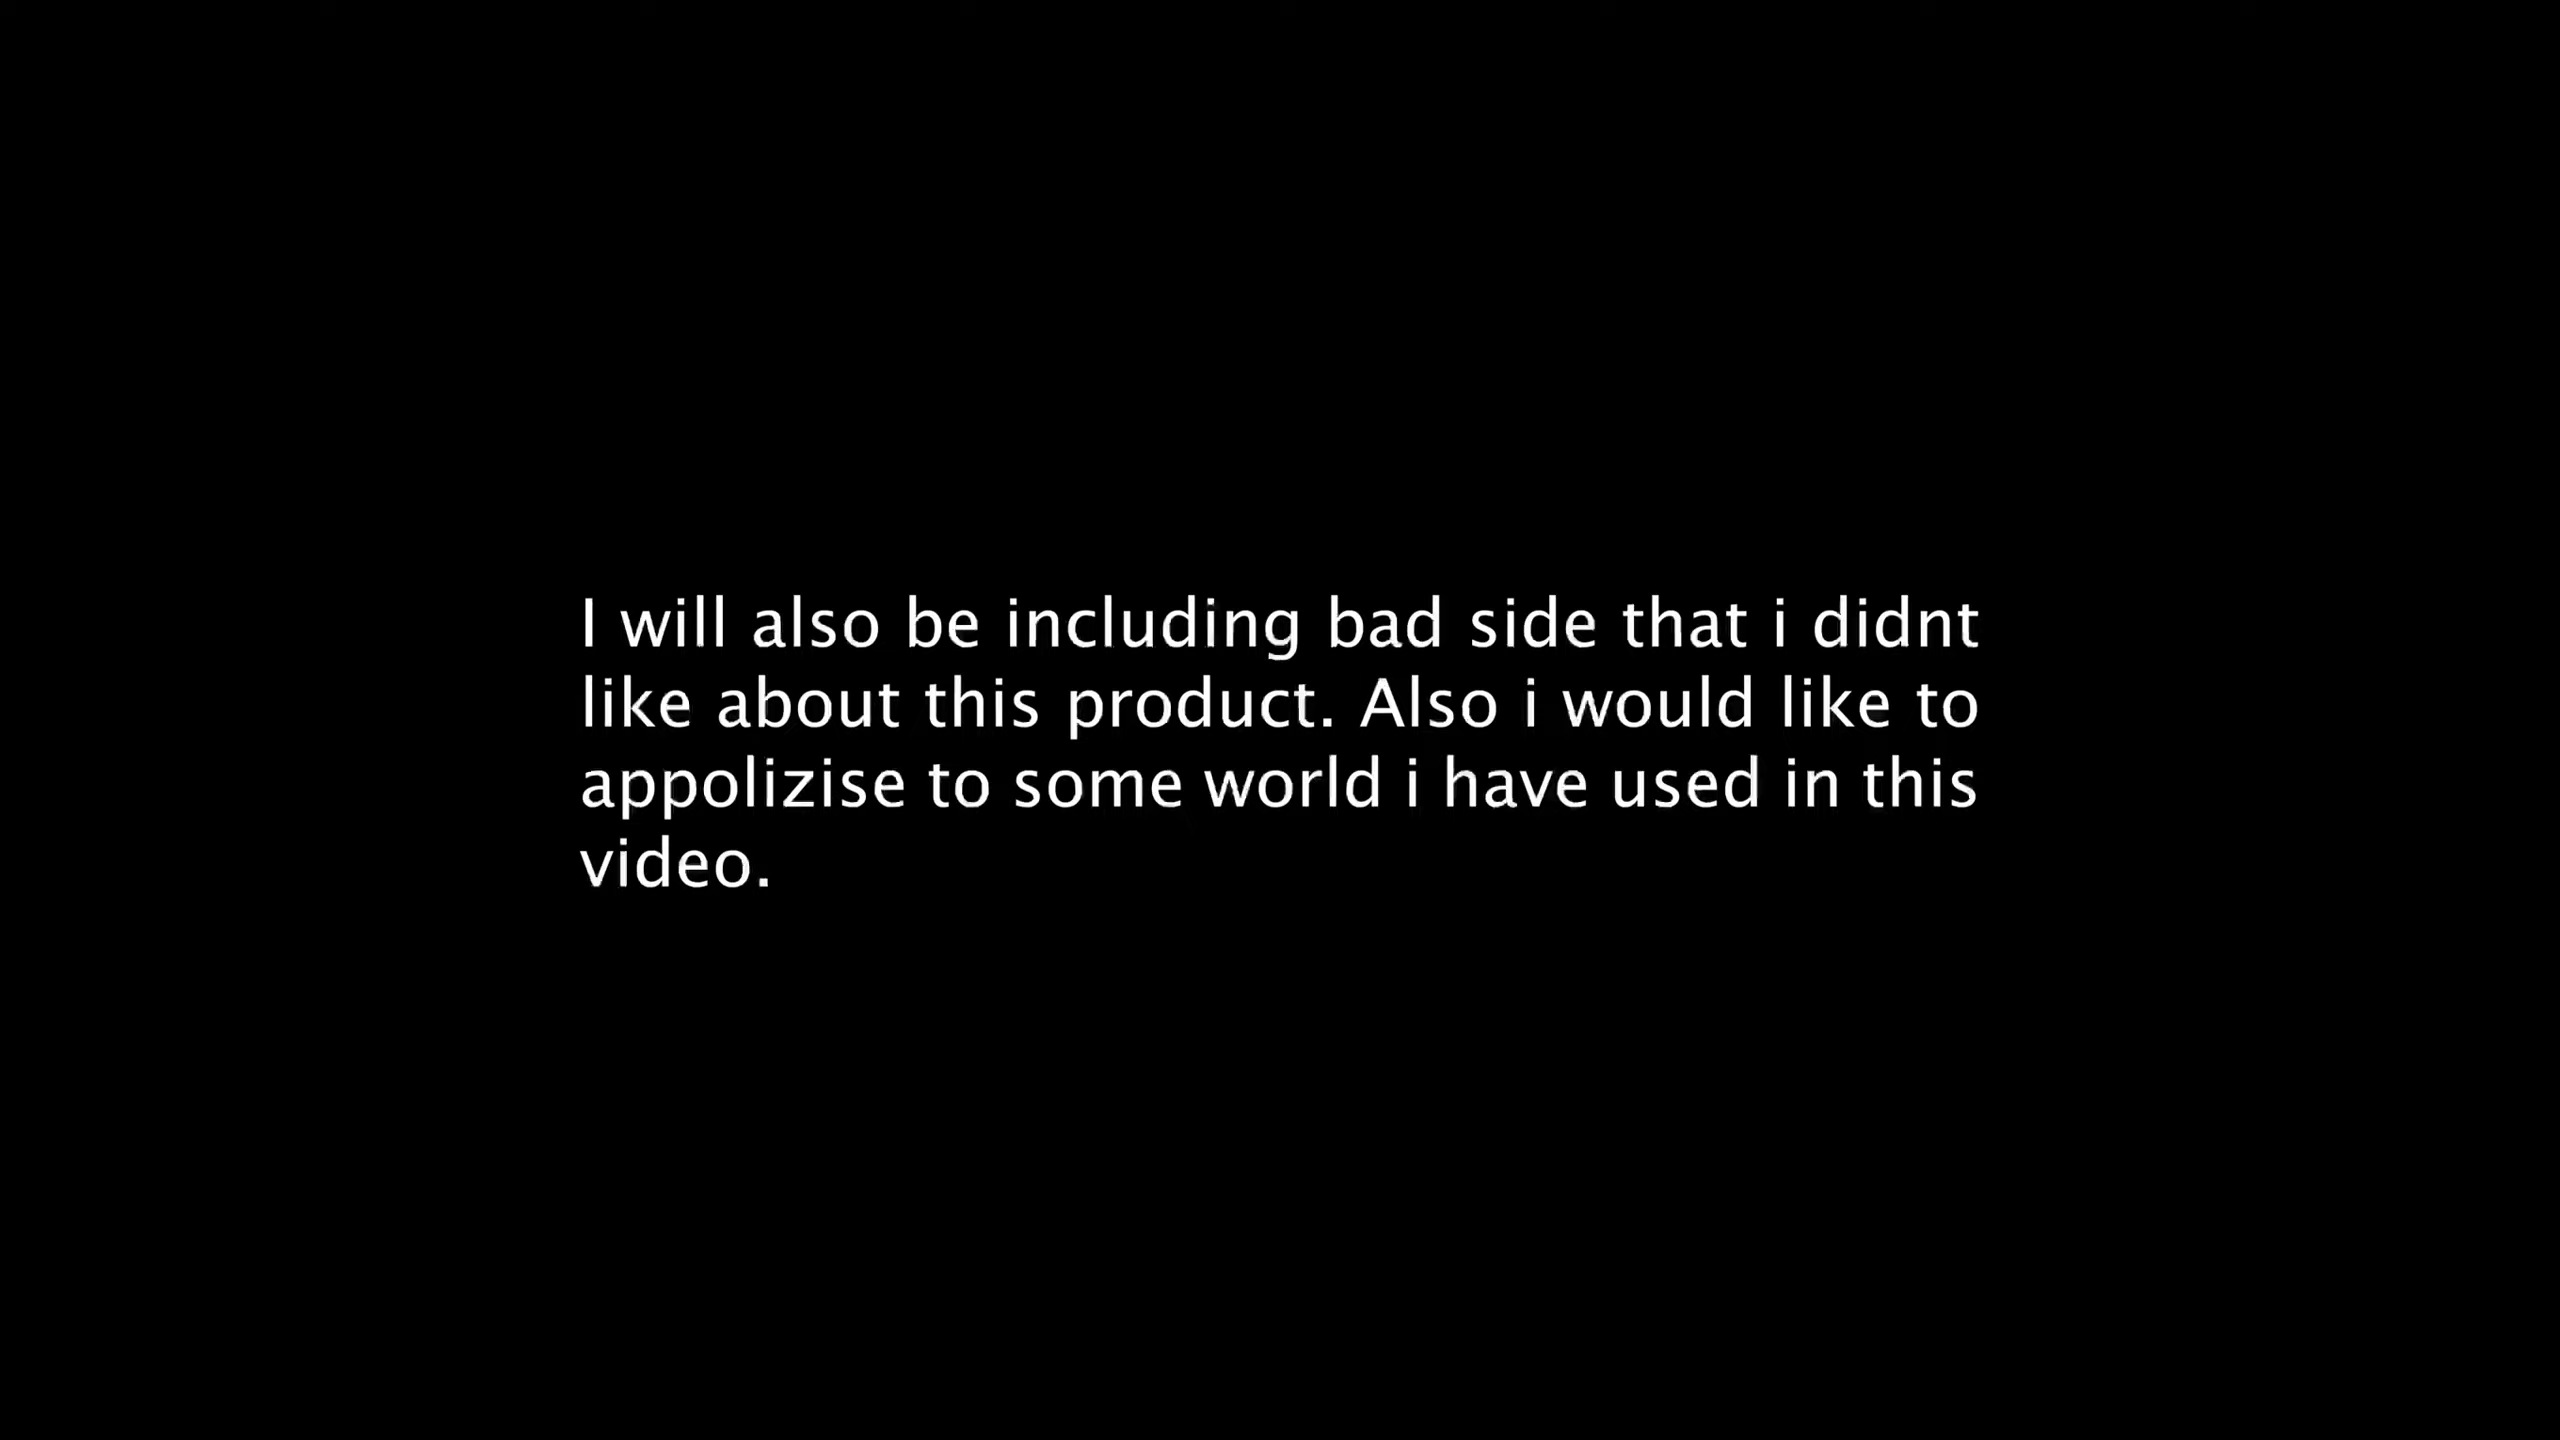 I will also be including bad side that i didnt
like about this product. Also i would like to
appolizise to some world i have used in this
video.